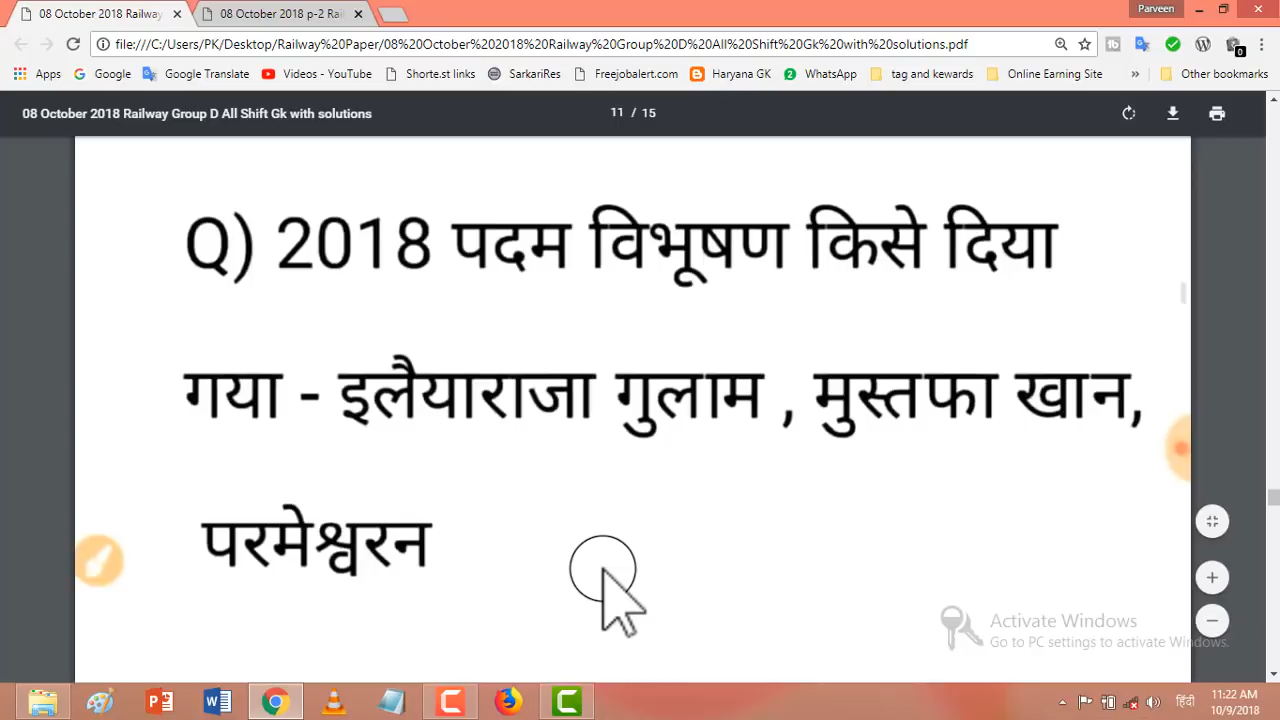 08 October 2018 Railway
08 October 2018 p-2 Rail
Parveen
file:///C:/Users/PK/Desktop/Railway%20Paper/08%20October%202018%20Railway%20Group%20D%20All%20Shift%20Gk%20with%20solutions.pdf
Apps Google Google Translate Videos - YouTube Shorte.st links SarkariRes Freejobalert.com Haryana GK WhatsApp tag and kewards Online Earning Site » Other bookmarks
08 October 2018 Railway Group D All Shift Gk with solutions 11 / 15
Q) 2018 पदम विभूषण किसे दिया
गया - इलैयाराजा गुलाम , मुस्तफा खान,
परमेश्वरन
Activate Windows
Go to PC settings to activate Windows.
हिंदी
11:22 AM
10/9/2018